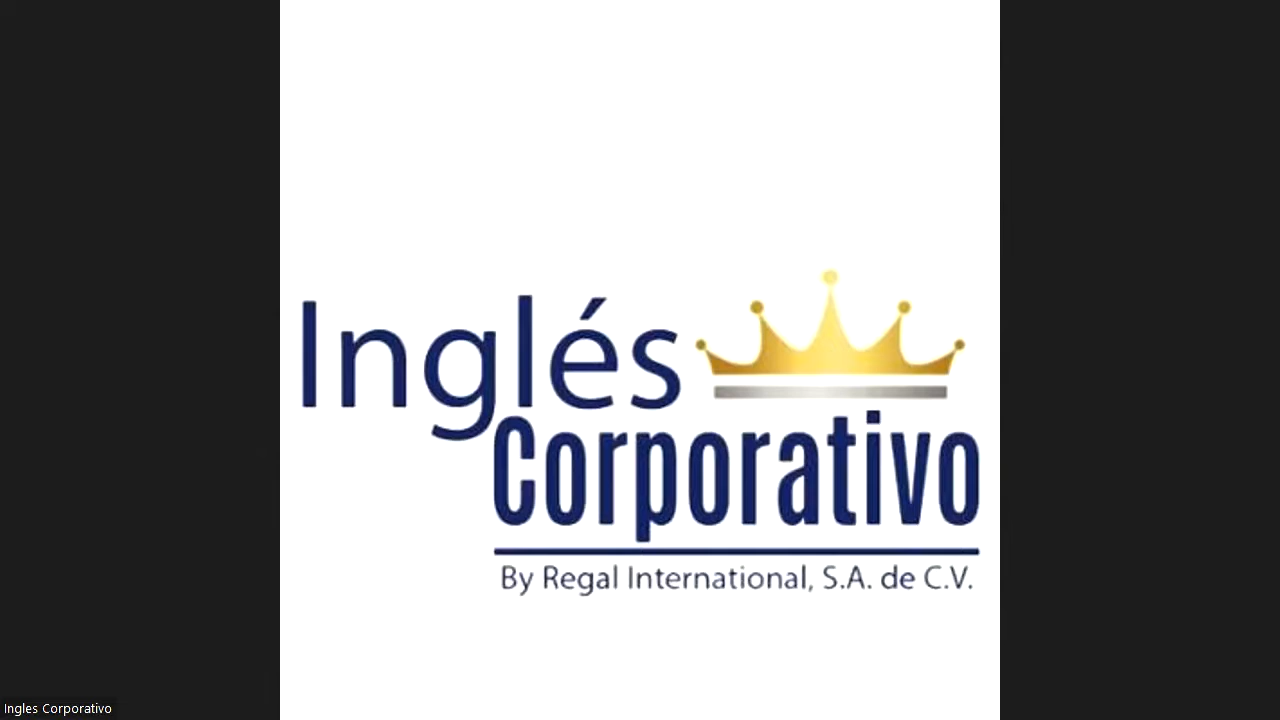 Inglés
Corporativo
By Regal International, S.A. de C.V.
Ingles Corporativo